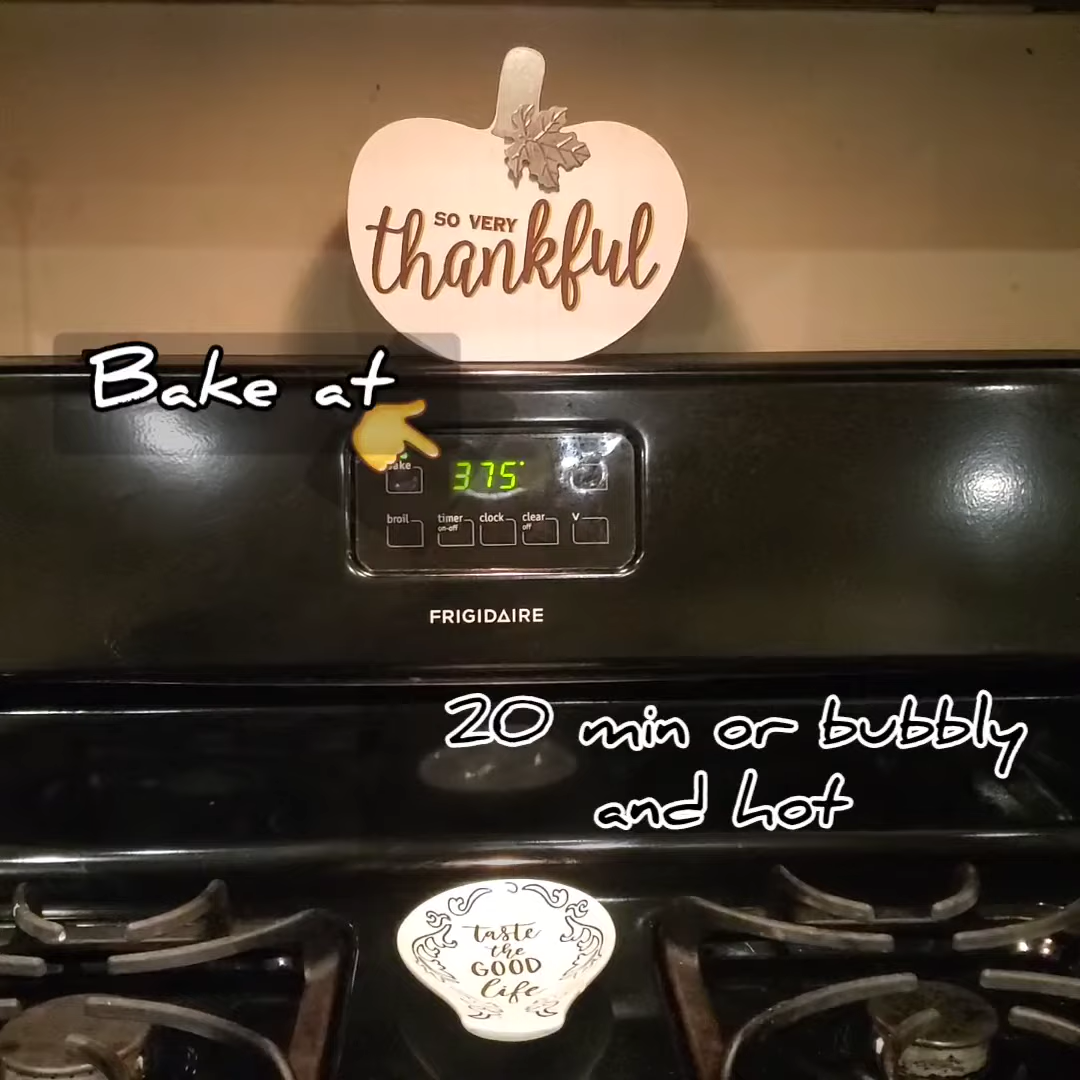 SO VERY
thankful
Bake at
bake
375°
broil
timer
on-off
clock
clear
off
V
FRIGIDAIRE
20 min or bubbly
and hot
taste
the
GOOD
life